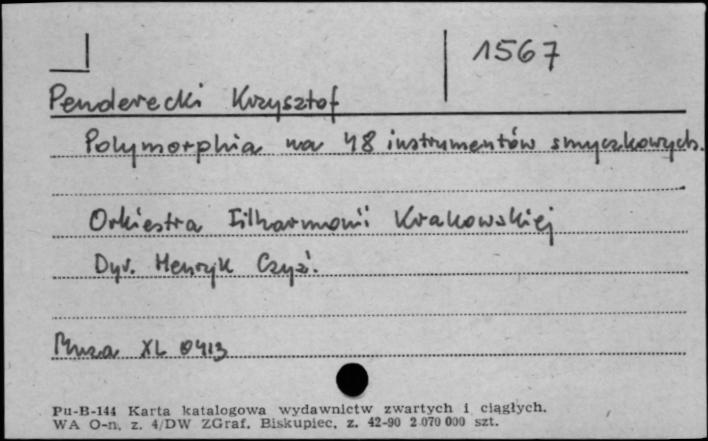 1567
Penderecki Krzysztof
Polymorphia na 48 instrumentów smyczkowych.
Orkiestra Filharmonii Krakowskiej
Dyr. Henryk Czyż.
Muza XL 0413
Pu-B-144 Karta katalogowa wydawnictw zwartych i ciągłych.
WA O-n. z. 4/DW ZGraf. Biskupiec, z. 42-90 2 070 000 szt.